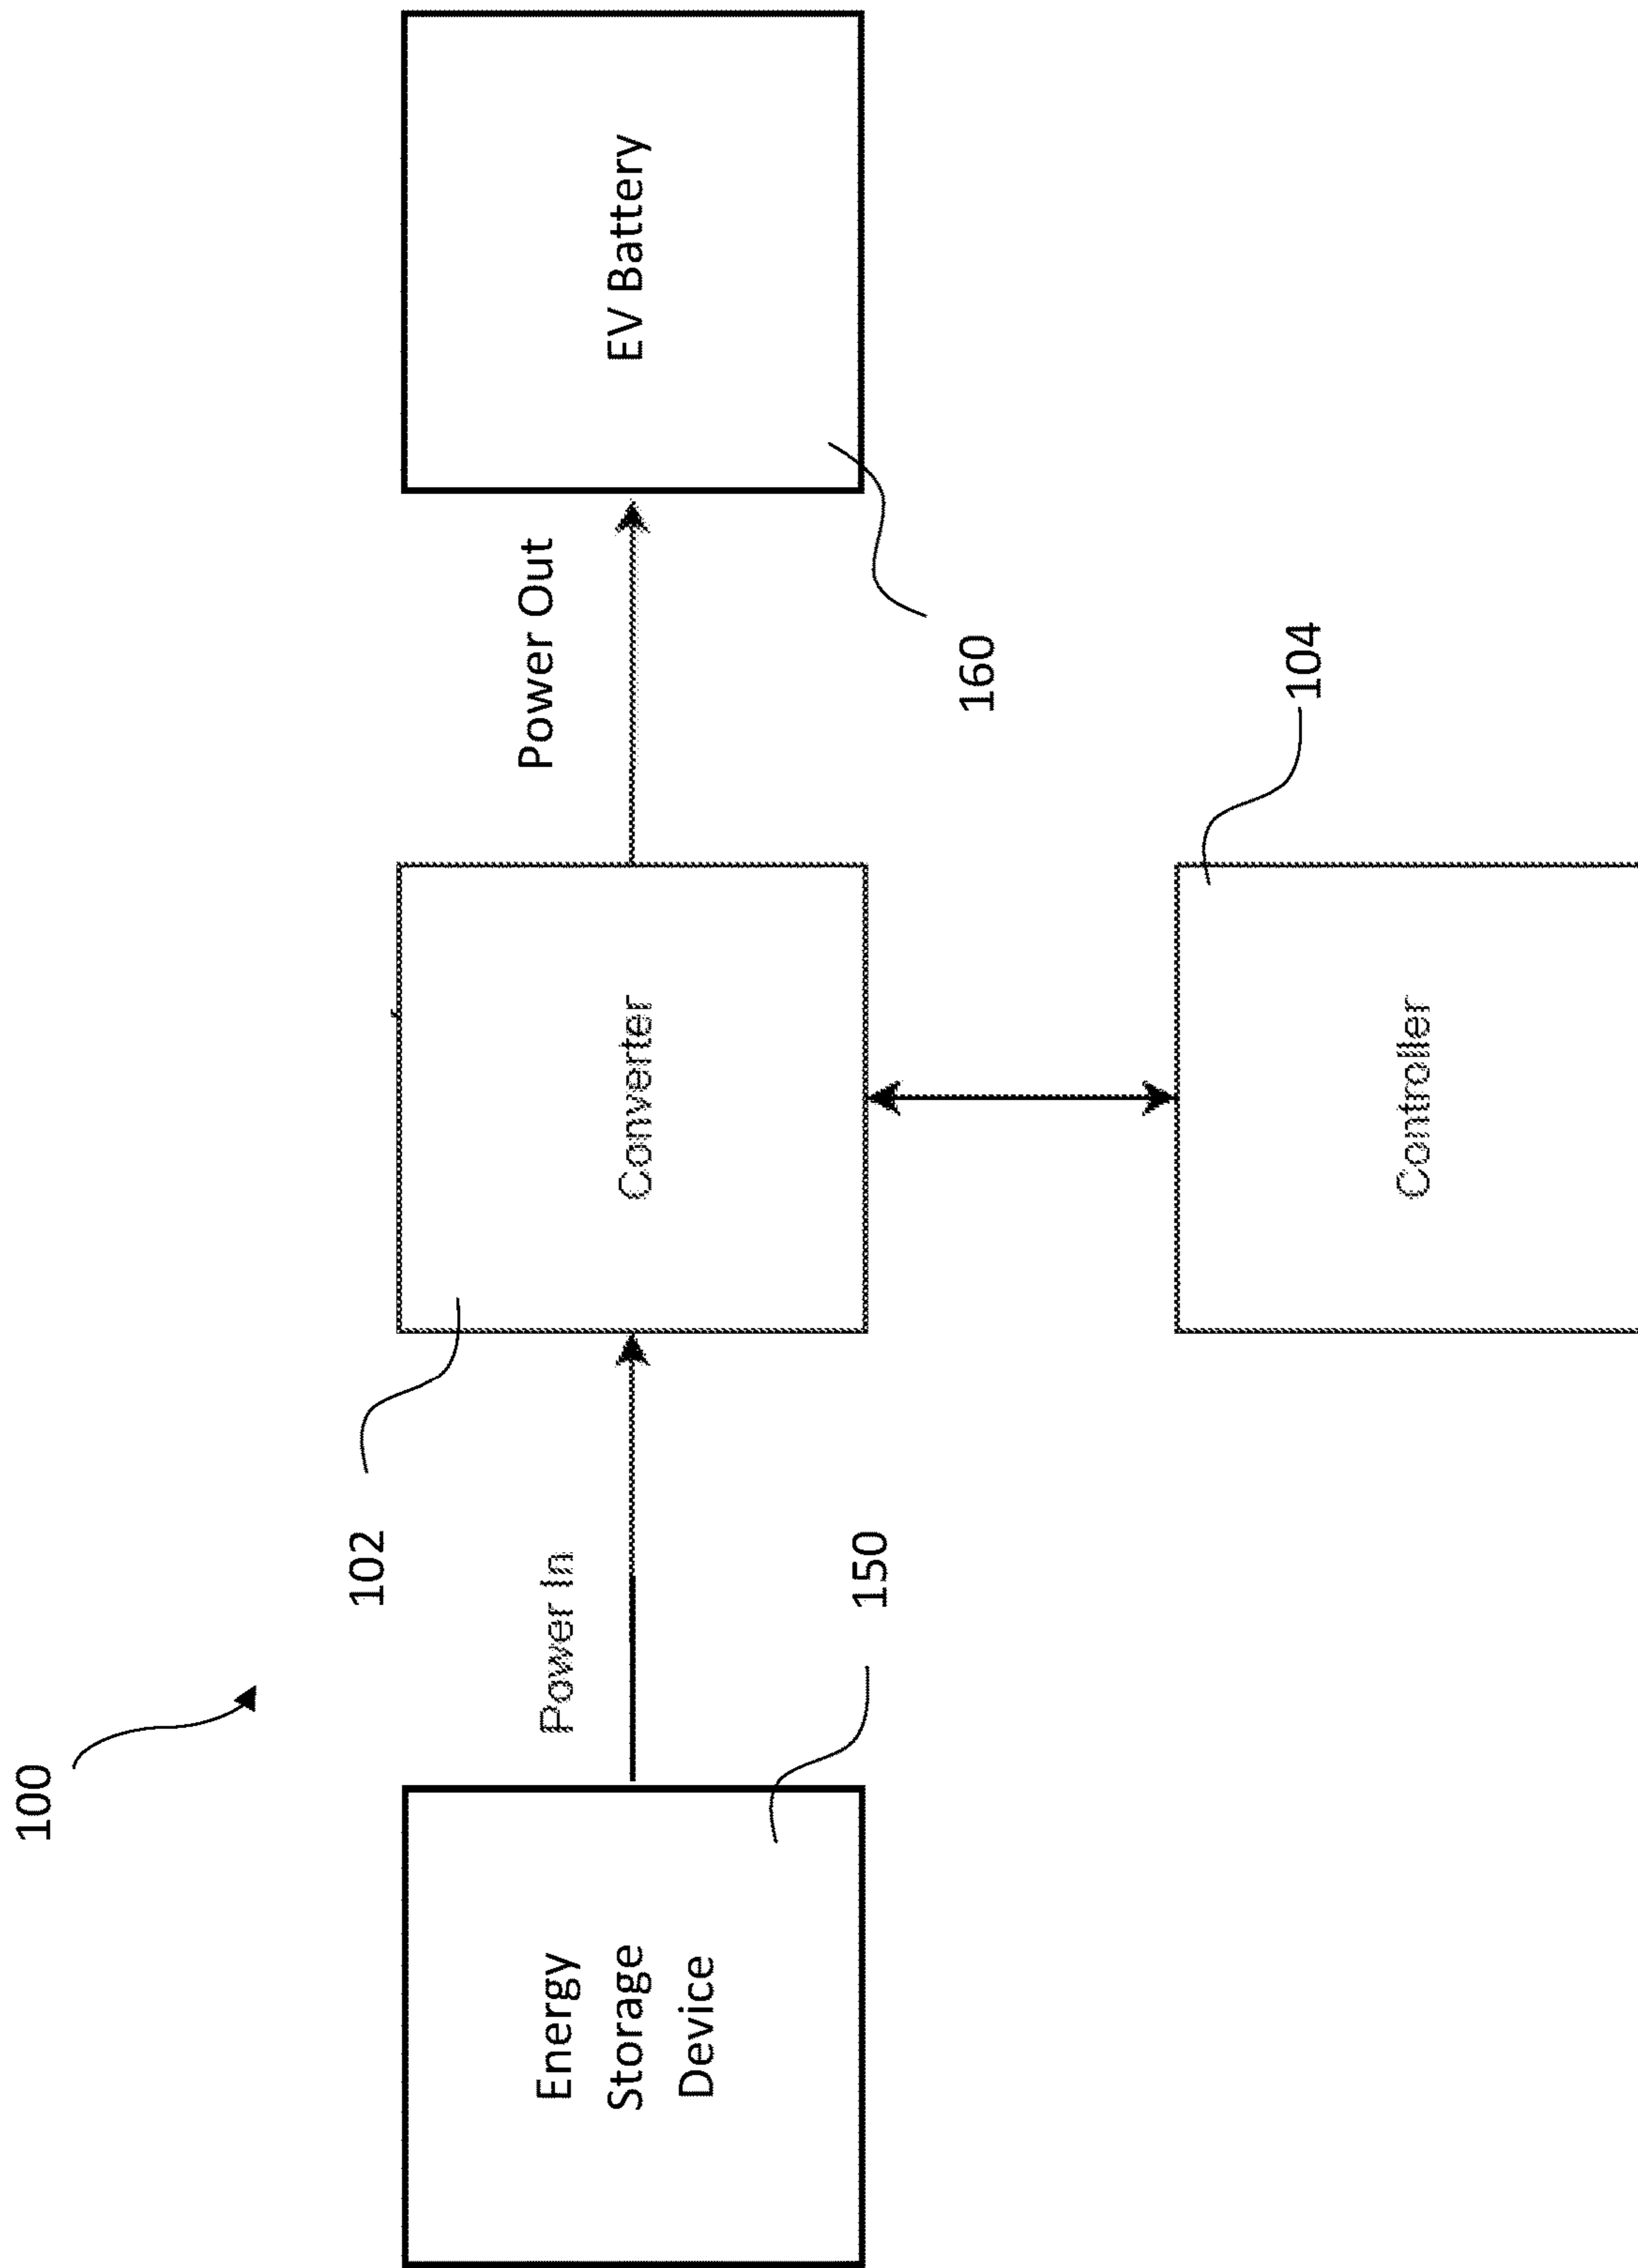 100
102
Power In
Power Out
Energy
Storage
Device
Converter
EV Battery
150
160
104
Controller